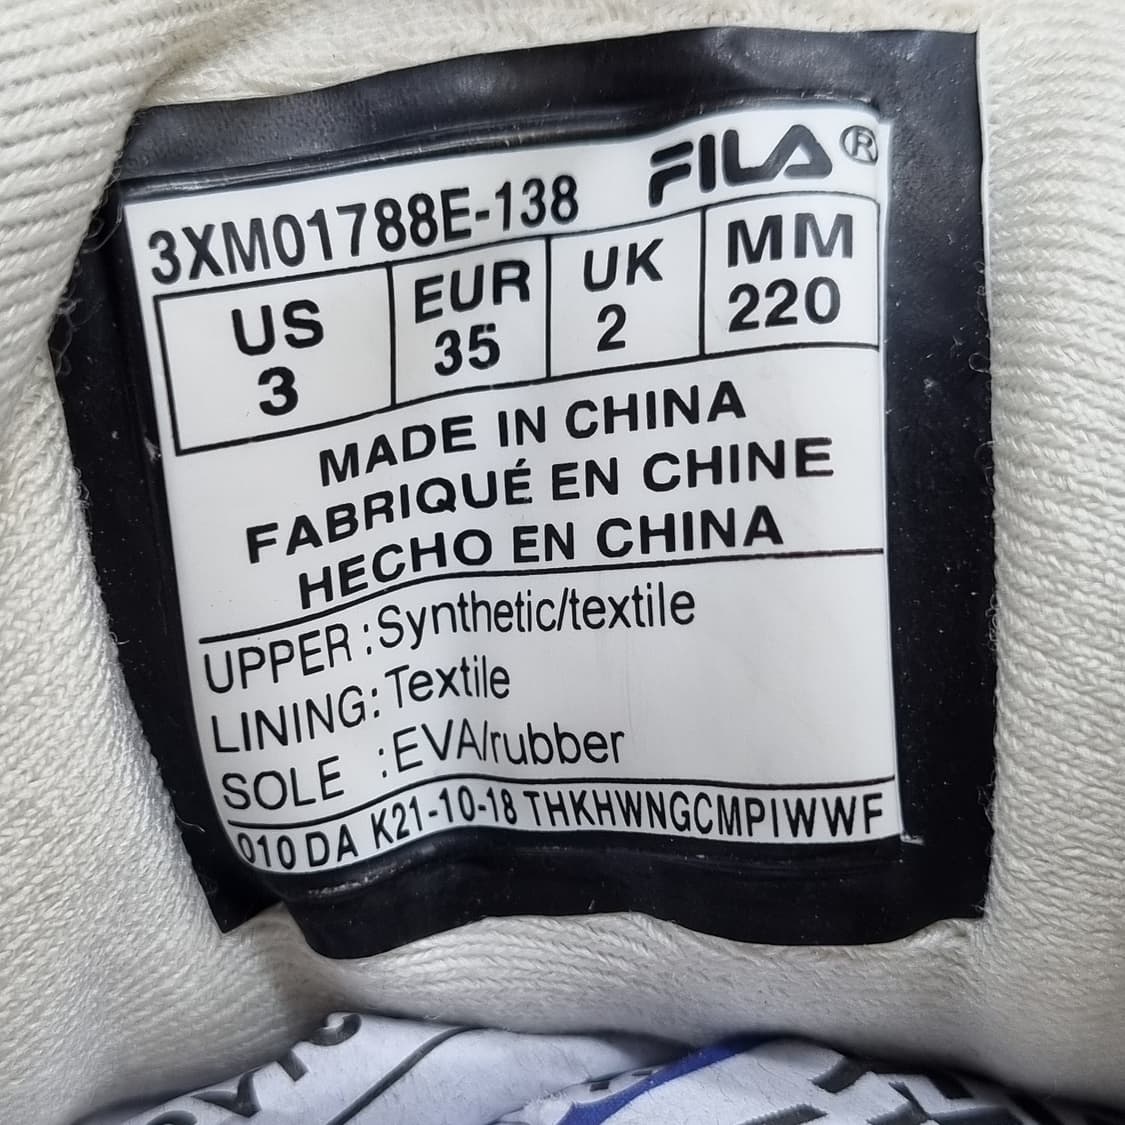 3XM01788E-138 FILA®
US EUR UK MM
3 35 2 220
MADE IN CHINA
FABRIQUÉ EN CHINE
HECHO EN CHINA
UPPER :Synthetic/textile
LINING:Textile
SOLE :EVA/rubber
010 DA K21-10-18 THKHWNGCMPIWWF